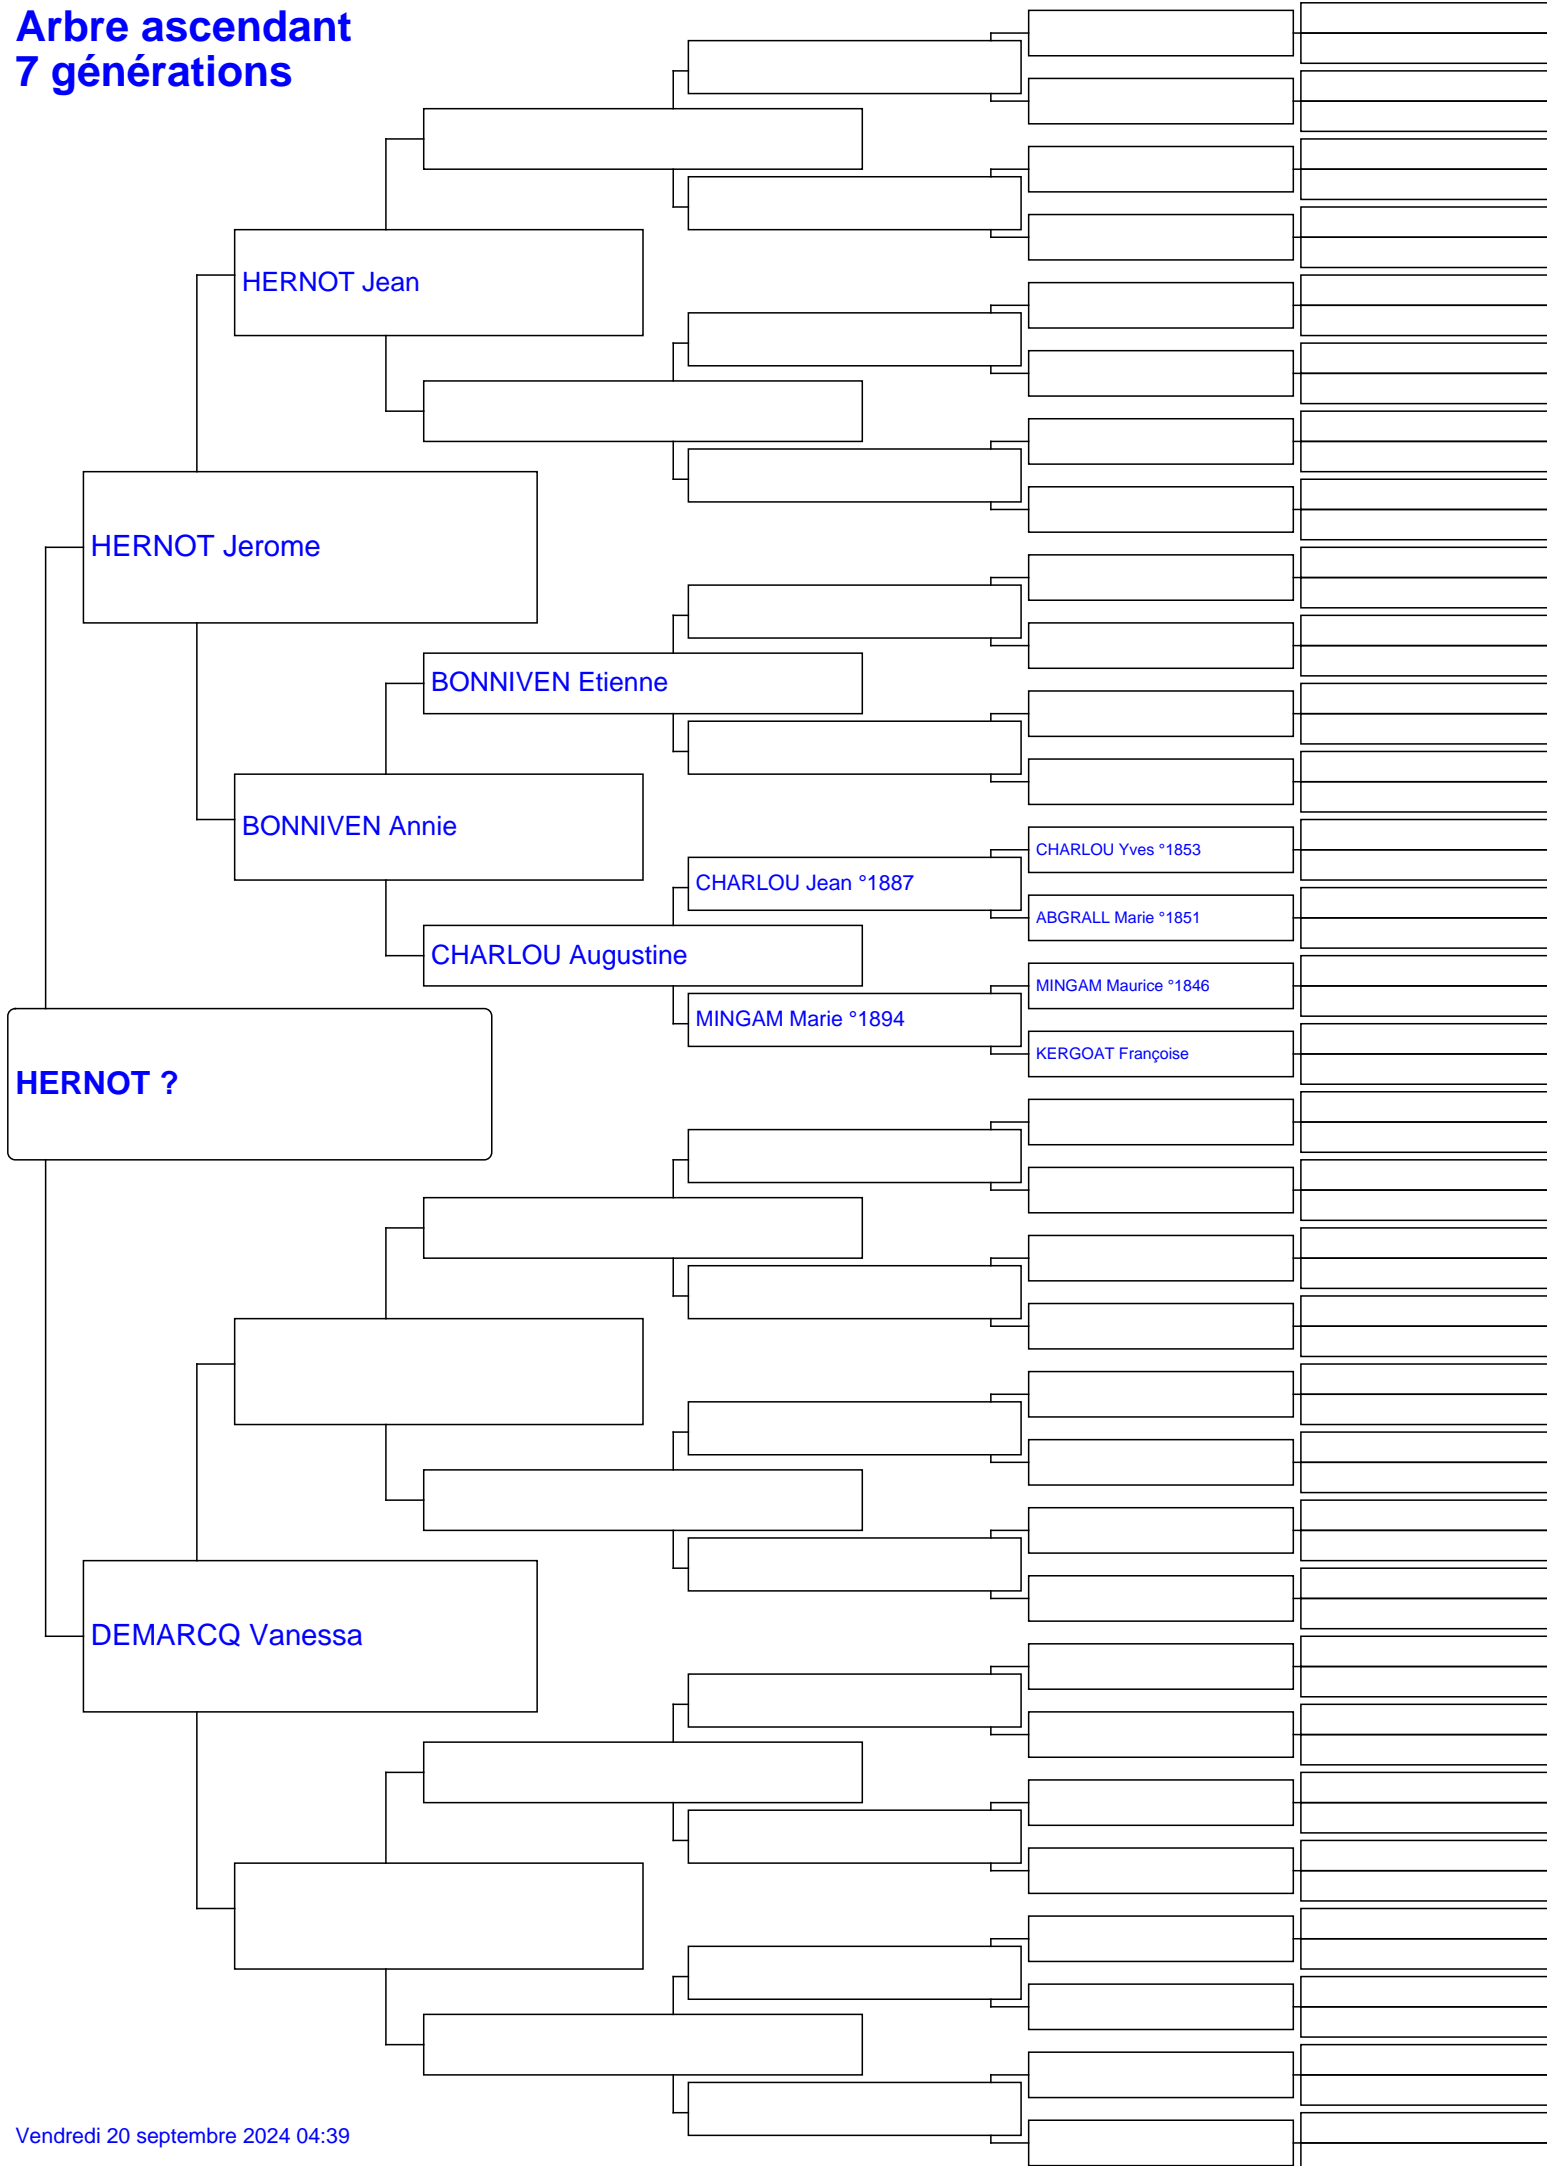 Arbre ascendant
7 générations
HERNOT Jean
HERNOT Jerome
BONNIVEN Etienne
BONNIVEN Annie
CHARLOU Yves °1853
CHARLOU Jean °1887
ABGRALL Marie °1851
CHARLOU Augustine
MINGAM Maurice °1846
MINGAM Marie °1894
KERGOAT Françoise
HERNOT ?
DEMARCQ Vanessa
Vendredi 20 septembre 2024 04:39